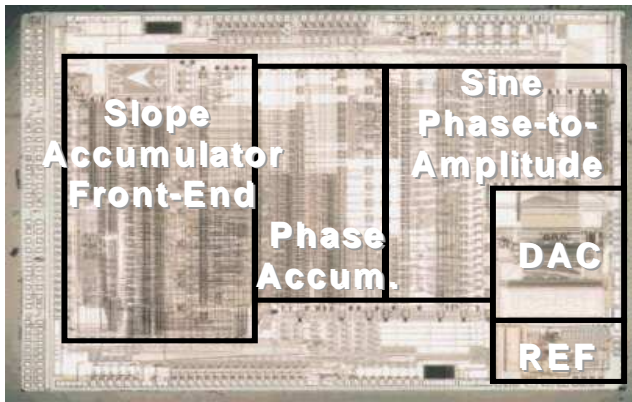 Slope
Accumulator
Front-End
Phase
Accum.
Sine
Phase-to-
Amplitude
DAC
REF